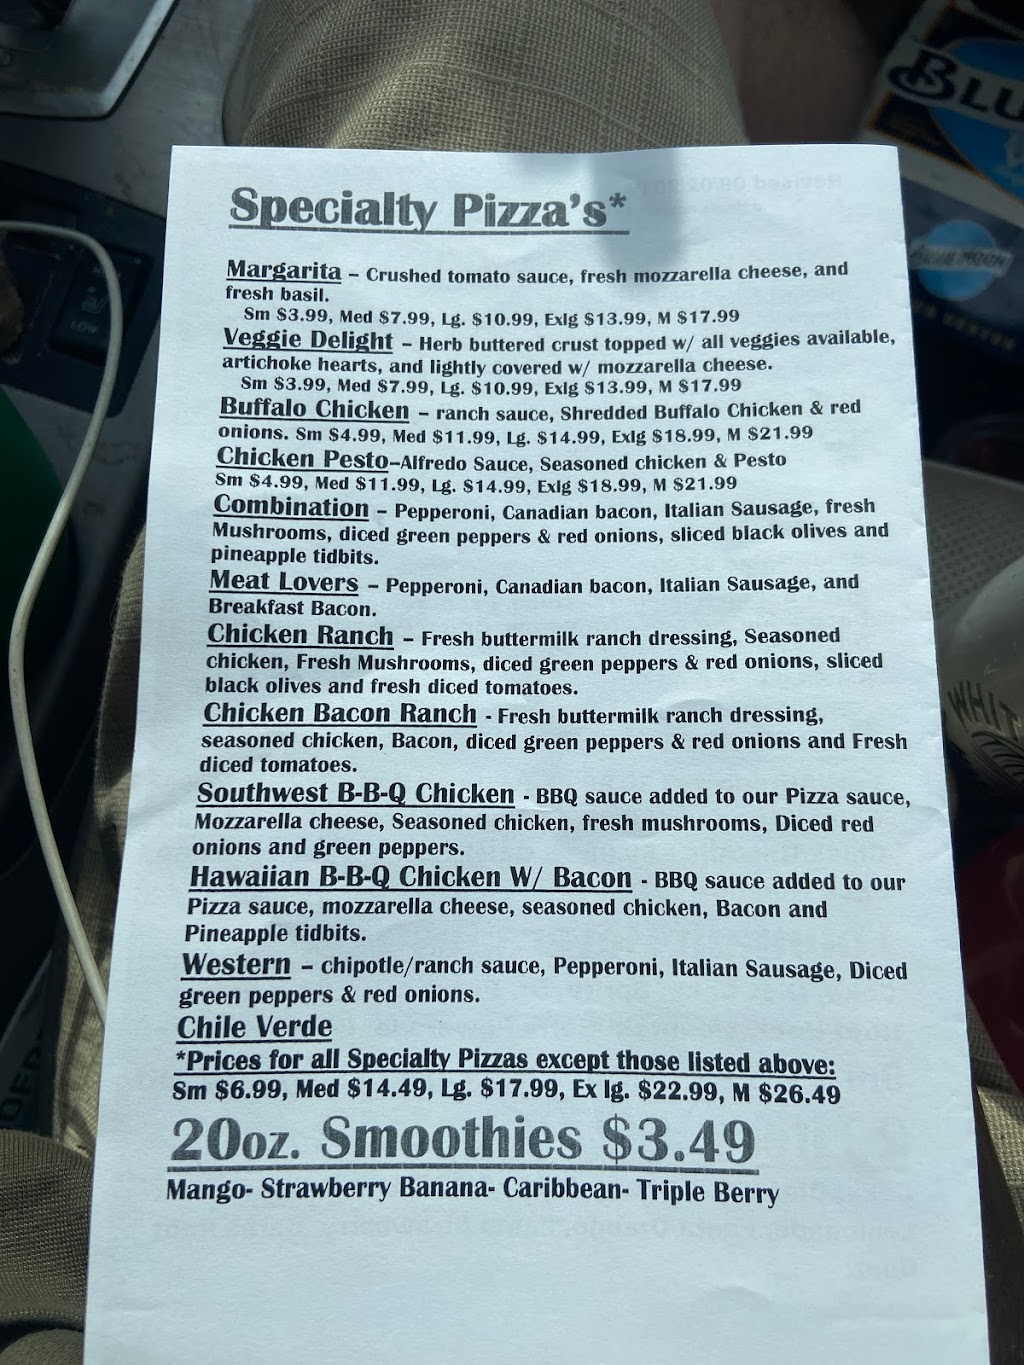 BLU
BLUE MOON
LOW
WHIT
Specialty Pizza's*
Margarita – Crushed tomato sauce, fresh mozzarella cheese, and
fresh basil.
Sm $3.99, Med $7.99, Lg. $10.99, Exlg $13.99, M $17.99
Veggie Delight – Herb buttered crust topped w/ all veggies available,
artichoke hearts, and lightly covered w/ mozzarella cheese.
Sm $3.99, Med $7.99, Lg. $10.99, Exlg $13.99, M $17.99
Buffalo Chicken – ranch sauce, Shredded Buffalo Chicken & red
onions. Sm $4.99, Med $11.99, Lg. $14.99, Exlg $18.99, M $21.99
Chicken Pesto–Alfredo Sauce, Seasoned chicken & Pesto
Sm $4.99, Med $11.99, Lg. $14.99, Exlg $18.99, M $21.99
Combination – Pepperoni, Canadian bacon, Italian Sausage, fresh
Mushrooms, diced green peppers & red onions, sliced black olives and
pineapple tidbits.
Meat Lovers – Pepperoni, Canadian bacon, Italian Sausage, and
Breakfast Bacon.
Chicken Ranch – Fresh buttermilk ranch dressing, Seasoned
chicken, Fresh Mushrooms, diced green peppers & red onions, sliced
black olives and fresh diced tomatoes.
Chicken Bacon Ranch - Fresh buttermilk ranch dressing,
seasoned chicken, Bacon, diced green peppers & red onions and Fresh
diced tomatoes.
Southwest B-B-Q Chicken - BBQ sauce added to our Pizza sauce,
Mozzarella cheese, Seasoned chicken, fresh mushrooms, Diced red
onions and green peppers.
Hawaiian B-B-Q Chicken W/ Bacon - BBQ sauce added to our
Pizza sauce, mozzarella cheese, seasoned chicken, Bacon and
Pineapple tidbits.
Western – chipotle/ranch sauce, Pepperoni, Italian Sausage, Diced
green peppers & red onions.
Chile Verde
*Prices for all Specialty Pizzas except those listed above:
Sm $6.99, Med $14.49, Lg. $17.99, Ex lg. $22.99, M $26.49
20oz. Smoothies $3.49
Mango- Strawberry Banana- Caribbean- Triple Berry